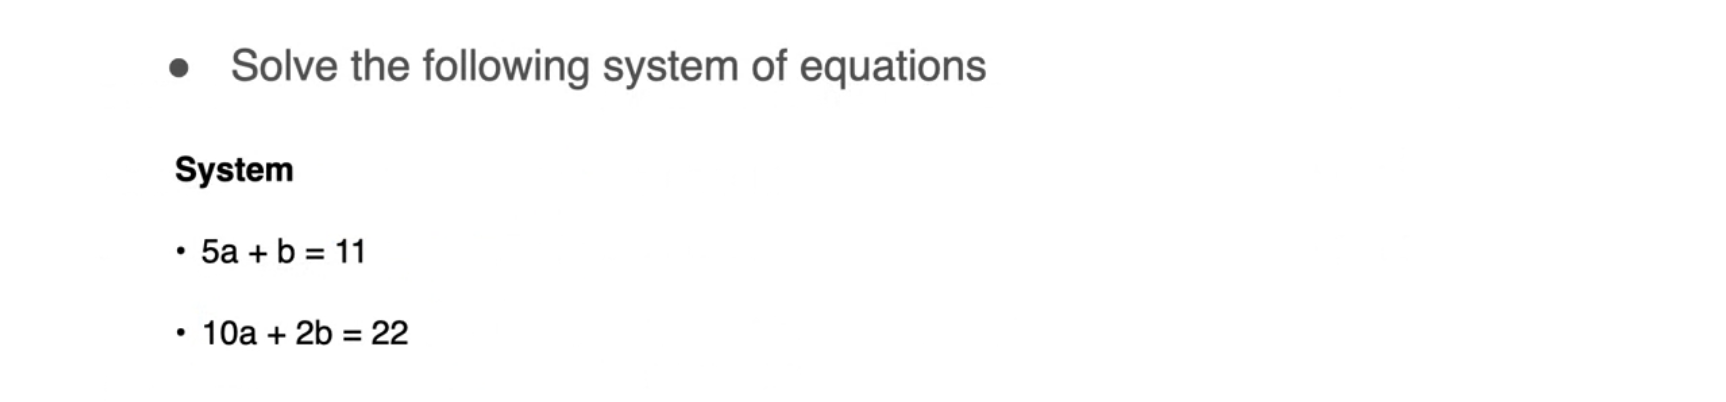 ● Solve the following system of equations
System
• 5a + b = 11
• 10a + 2b = 22